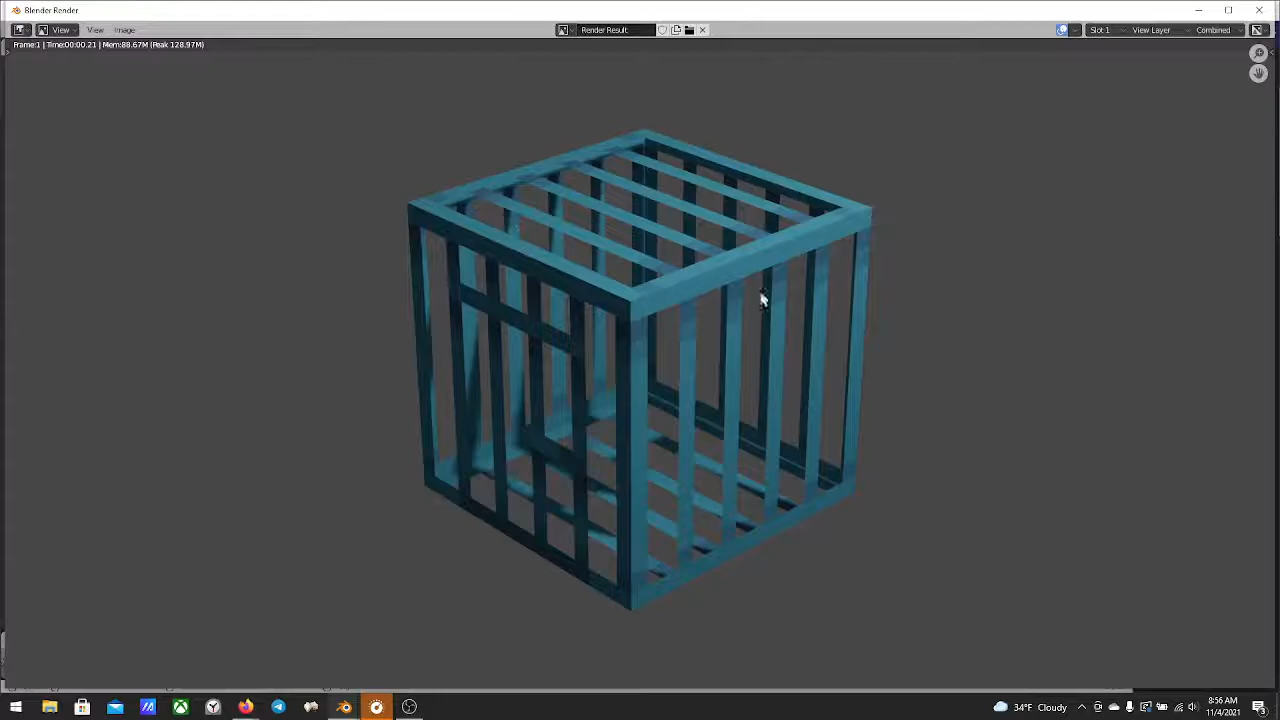 Blender Render
View View Image Render Result Slot 1 View Layer Combined
Frame:1 | Time:00:00.21 | Mem:88.67M (Peak 128.97M)
34°F Cloudy
8:56 AM
11/4/2021